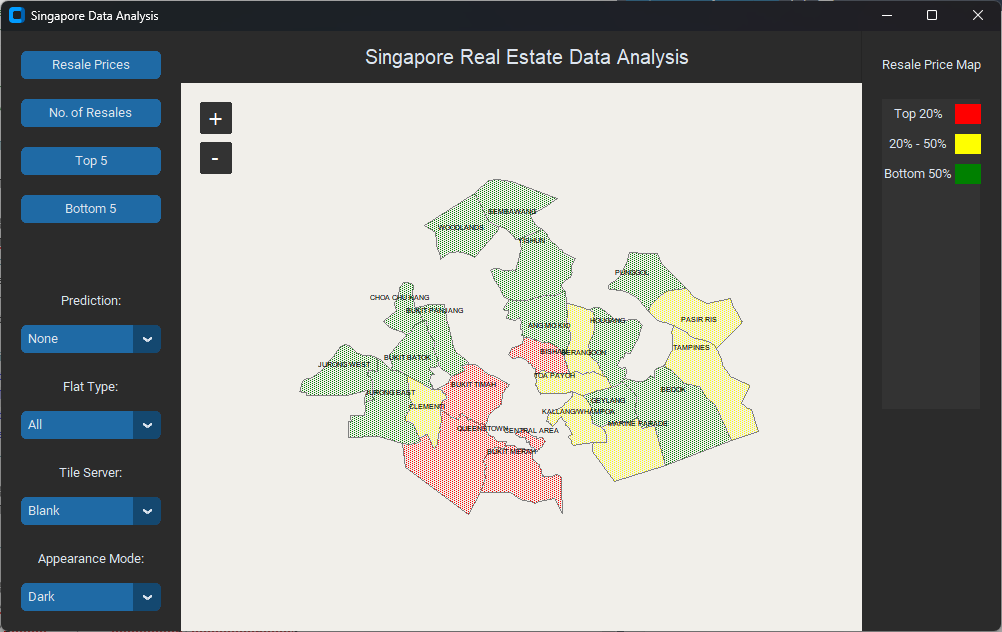 Singapore Data Analysis
Resale Prices
No. of Resales
Top 5
Bottom 5
Prediction:
None
Flat Type:
All
Tile Server:
Blank
Appearance Mode:
Dark
Singapore Real Estate Data Analysis
+
-
SEMBAWANG
WOODLANDS
YISHUN
PUNGGOL
CHOA CHU KANG
BUKIT PANJANG
PASIR RIS
HOUGANG
ANG MO KIO
TAMPINES
BISHAN
SERANGOON
BUKIT BATOK
JURONG WEST
TOA PAYOH
BUKIT TIMAH
BEDOK
JURONG EAST
GEYLANG
CLEMENTI
KALLANG/WHAMPOA
MARINE PARADE
QUEENSTOWN
CENTRAL AREA
BUKIT MERAH
Resale Price Map
Top 20%
20% - 50%
Bottom 50%